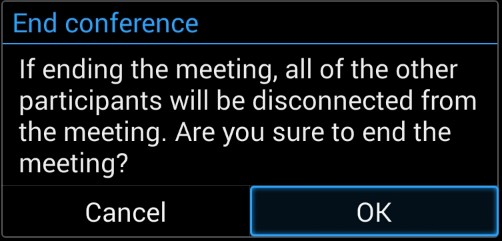 End conference
If ending the meeting, all of the other
participants will be disconnected from
the meeting. Are you sure to end the
meeting?
Cancel OK